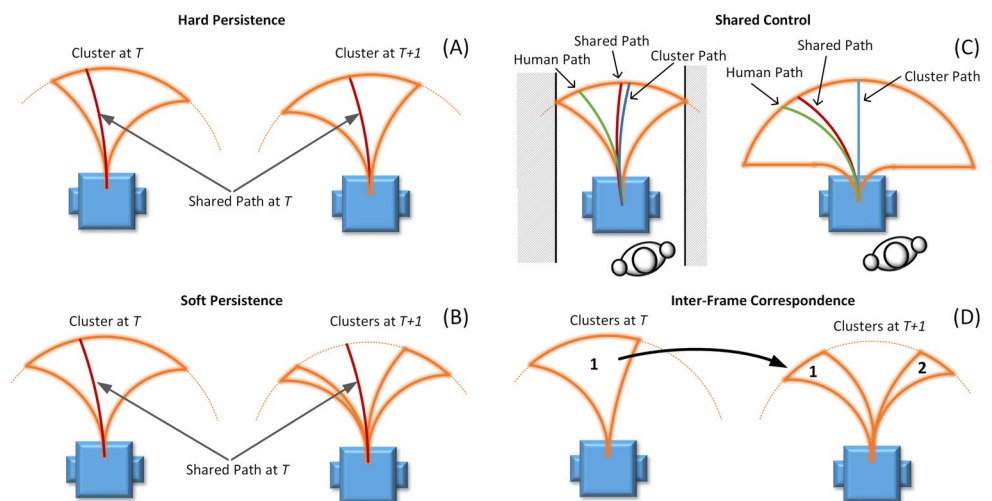 Hard Persistence
(A)
Cluster at T
Cluster at T+1
Shared Path at T
Shared Control
(C)
Shared Path
Human Path
Cluster Path
Shared Path
Human Path
Cluster Path
Soft Persistence
(B)
Cluster at T
Clusters at T+1
Shared Path at T
Inter-Frame Correspondence
(D)
Clusters at T
Clusters at T+1
1
1
2